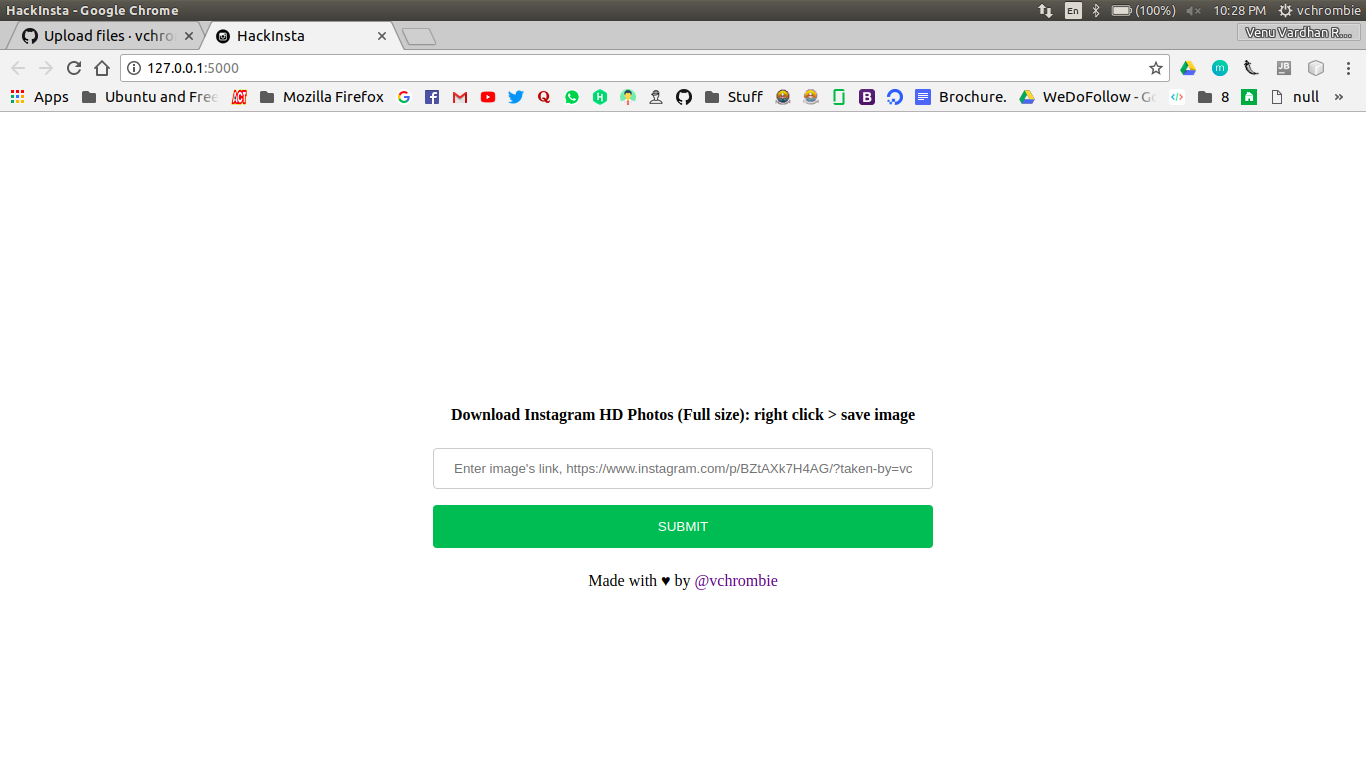 HackInsta - Google Chrome
En (100%) 10:28 PM vchrombie
Upload files · vchro HackInsta Venu Vardhan R...
127.0.0.1:5000
Apps Ubuntu and Free ACT Mozilla Firefox Stuff Brochure. WeDoFollow - Go 8 null »
Download Instagram HD Photos (Full size): right click > save image
Enter image's link, https://www.instagram.com/p/BZtAXk7H4AG/?taken-by=vc
SUBMIT
Made with ♥ by @vchrombie